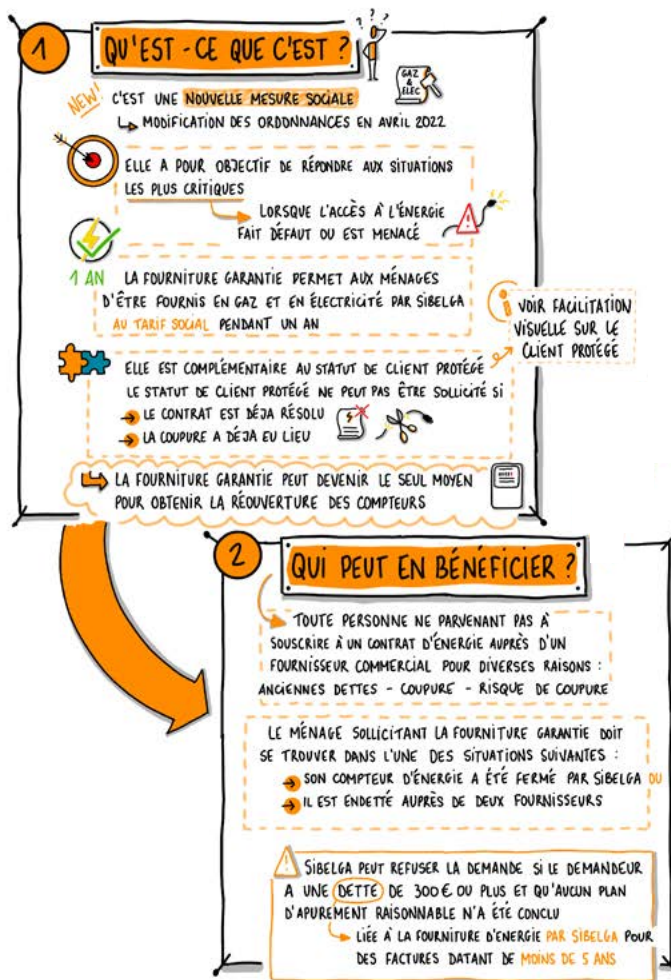 1
QU'EST-CE QUE C'EST ?
? ? ?
NEW!
C'EST UNE NOUVELLE MESURE SOCIALE
GAZ
&
ELEC
MODIFICATION DES ORDONNANCES EN AVRIL 2022
ELLE A POUR OBJECTIF DE RÉPONDRE AUX SITUATIONS
LES PLUS CRITIQUES
LORSQUE L'ACCÈS À L'ÉNERGIE
FAIT DÉFAUT OU EST MENACÉ
1 AN
LA FOURNITURE GARANTIE PERMET AUX MÉNAGES
D'ÊTRE FOURNIS EN GAZ ET EN ÉLECTRICITÉ PAR SIBELGA
AU TARIF SOCIAL PENDANT UN AN
VOIR FACILITATION
VISUELLE SUR LE
CLIENT PROTÉGÉ
ELLE EST COMPLÉMENTAIRE AU STATUT DE CLIENT PROTÉGÉ
LE STATUT DE CLIENT PROTÉGÉ NE PEUT PAS ÊTRE SOLLICITÉ SI
LE CONTRAT EST DÉJA RÉSOLU
LA COUPURE A DÉJA EU LIEU
LA FOURNITURE GARANTIE PEUT DEVENIR LE SEUL MOYEN
POUR OBTENIR LA RÉOUVERTURE DES COMPTEURS
2
QUI PEUT EN BÉNÉFICIER ?
TOUTE PERSONNE NE PARVENANT PAS À
SOUSCRIRE À UN CONTRAT D'ÉNERGIE AUPRÈS D'UN
FOURNISSEUR COMMERCIAL POUR DIVERSES RAISONS :
ANCIENNES DETTES - COUPURE - RISQUE DE COUPURE
LE MÉNAGE SOLLICITANT LA FOURNITURE GARANTIE DOIT
SE TROUVER DANS L'UNE DES SITUATIONS SUIVANTES :
SON COMPTEUR D'ÉNERGIE A ÉTÉ FERMÉ PAR SIBELGA OU
IL EST ENDETTÉ AUPRÈS DE DEUX FOURNISSEURS
SIBELGA PEUT REFUSER LA DEMANDE SI LE DEMANDEUR
A UNE DETTE DE 300€ OU PLUS ET QU'AUCUN PLAN
D'APUREMENT RAISONNABLE N'A ÉTÉ CONCLU
LIÉE À LA FOURNITURE D'ENERGIE PAR SIBELGA POUR
DES FACTURES DATANT DE MOINS DE 5 ANS